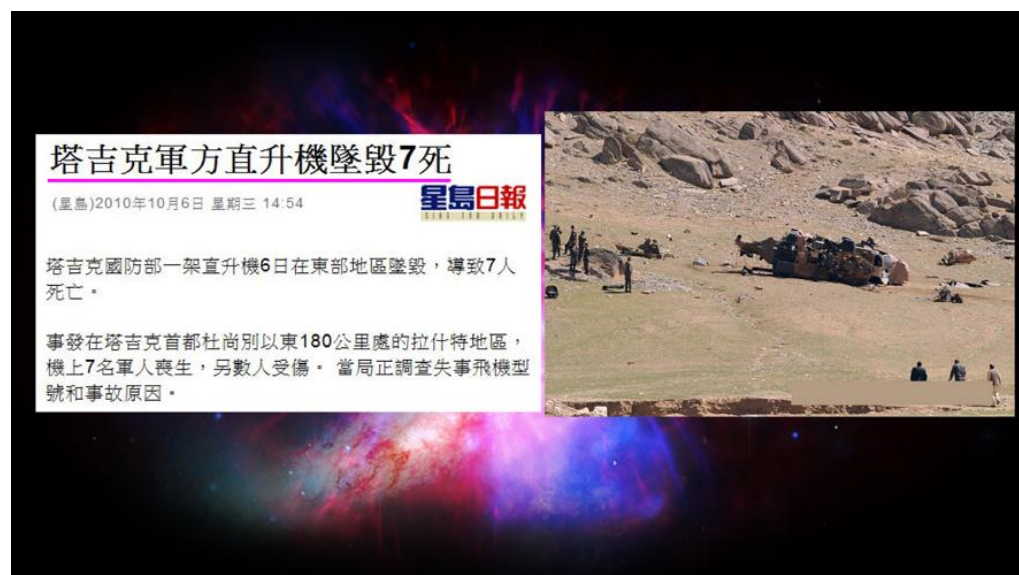 塔吉克軍方直升機墜毀7死
(星島)2010年10月6日 星期三 14:54
星島日報
SING TAO DAILY
塔吉克國防部一架直升機6日在東部地區墜毀，導致7人
死亡。
事發在塔吉克首都杜尚別以東180公里處的拉什特地區，
機上7名軍人喪生，另數人受傷。 當局正調查失事飛機型
號和事故原因。